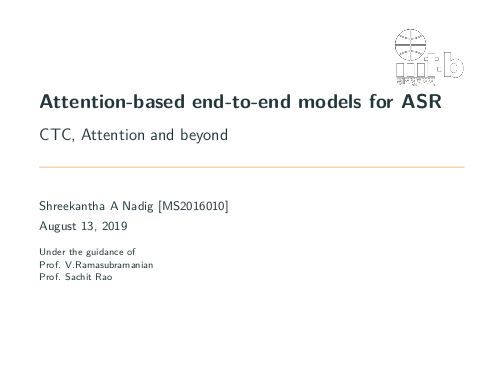 iiit-b
Attention-based end-to-end models for ASR
CTC, Attention and beyond
Shreekantha A Nadig [MS2016010]
August 13, 2019
Under the guidance of
Prof. V.Ramasubramanian
Prof. Sachit Rao